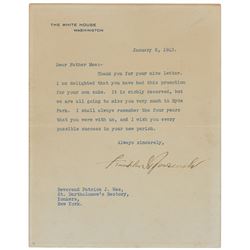 THE WHITE HOUSE
WASHINGTON
January 8, 1943.
Dear Father Mac:-
Thank you for your nice letter.
I am delighted that you have had this promotion
for your own sake. It is richly deserved, but
we are all going to miss you very much in Hyde
Park. I shall always remember the four years
that you were with us, and I wish you every
possible success in your new parish.
Always sincerely,
Franklin D. Roosevelt
Reverend Patrick J.
St. Bartholomew's Rectory,
Yonkers,
New York.